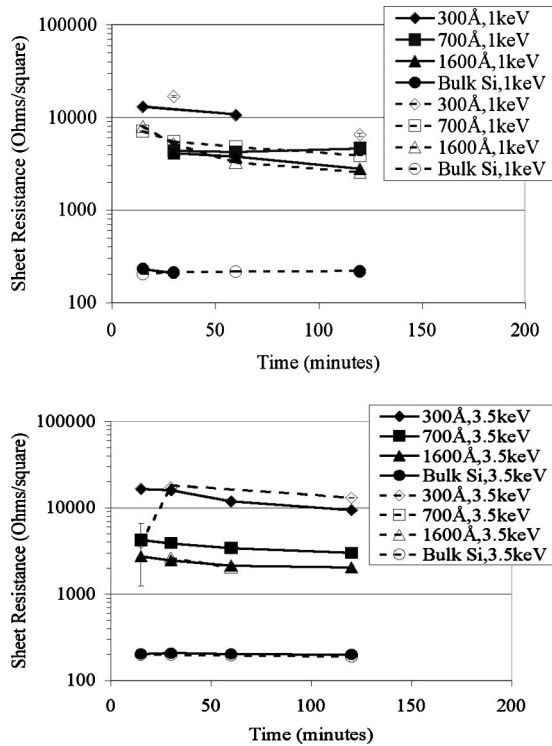 Sheet Resistance (Ohms/square)
100000
10000
1000
100
0
50
100
150
200
Time (minutes)
300Å,1keV
700Å,1keV
1600Å,1keV
Bulk Si,1keV
300Å,1keV
700Å,1keV
1600Å,1keV
Bulk Si,1keV
Sheet Resistance (Ohms/square)
100000
10000
1000
100
0
50
100
150
200
Time (minutes)
300Å,3.5keV
700Å,3.5keV
1600Å,3.5keV
Bulk Si,3.5keV
300Å,3.5keV
700Å,3.5keV
1600Å,3.5keV
Bulk Si,3.5keV